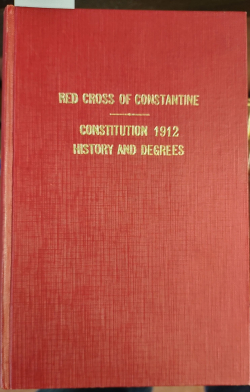 RED CROSS OF CONSTANTINE
CONSTITUTION 1912
HISTORY AND DEGREES